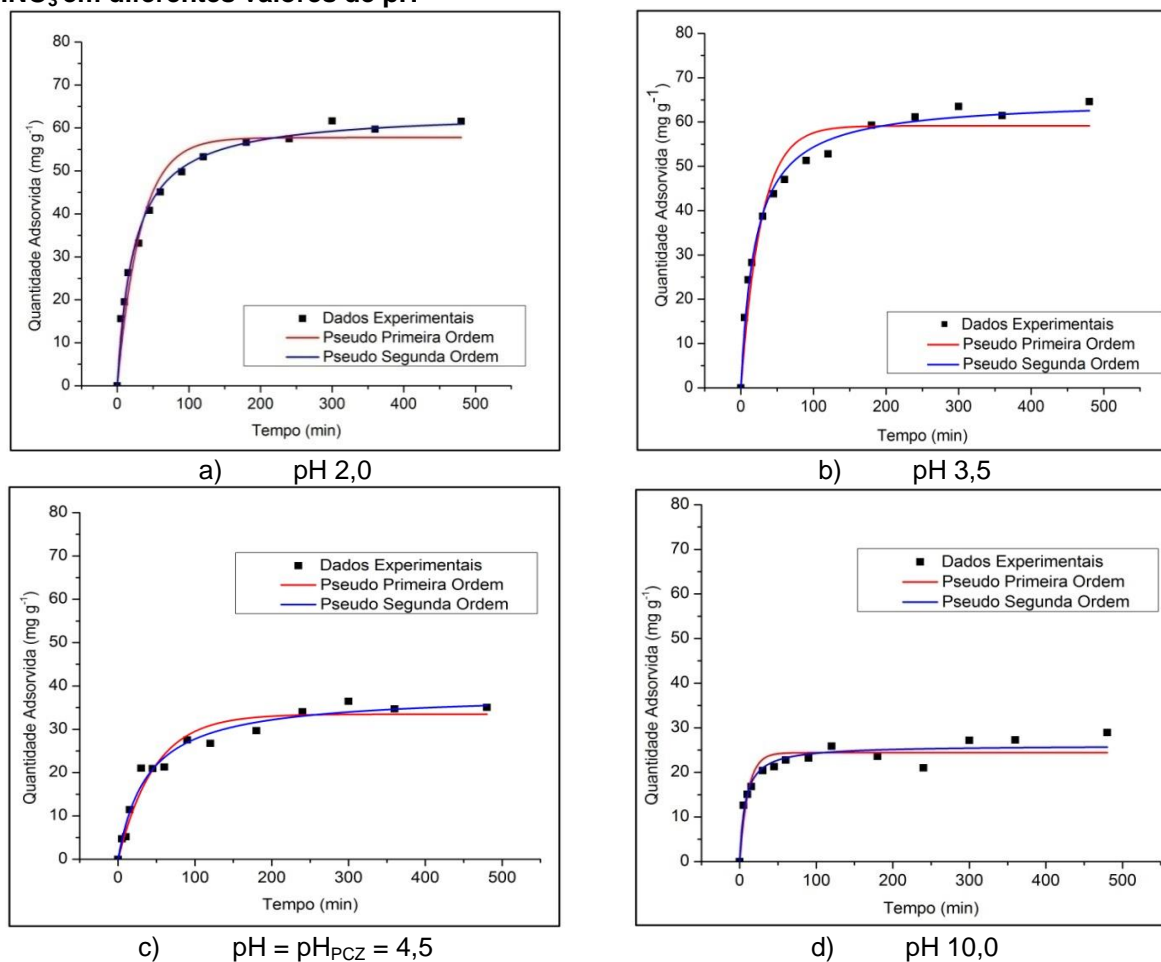 em diferentes valores de pH
80
70
60
50
40
30
20
10
0
Quantidade Adsorvida (mg g⁻¹)
Dados Experimentais
Pseudo Primeira Ordem
Pseudo Segunda Ordem
0 100 200 300 400 500
Tempo (min)
a) pH 2,0
80
70
60
50
40
30
20
10
0
Quantidade Adsorvida (mg g⁻¹)
Dados Experimentais
Pseudo Primeira Ordem
Pseudo Segunda Ordem
0 100 200 300 400 500
Tempo (min)
b) pH 3,5
80
70
60
50
40
30
20
10
0
Quantidade Adsorvida (mg g⁻¹)
Dados Experimentais
Pseudo Primeira Ordem
Pseudo Segunda Ordem
0 100 200 300 400 500
Tempo (min)
c) pH = pH_PCZ = 4,5
80
70
60
50
40
30
20
10
0
Quantidade Adsorvida (mg g⁻¹)
Dados Experimentais
Pseudo Primeira Ordem
Pseudo Segunda Ordem
0 100 200 300 400 500
Tempo (min)
d) pH 10,0